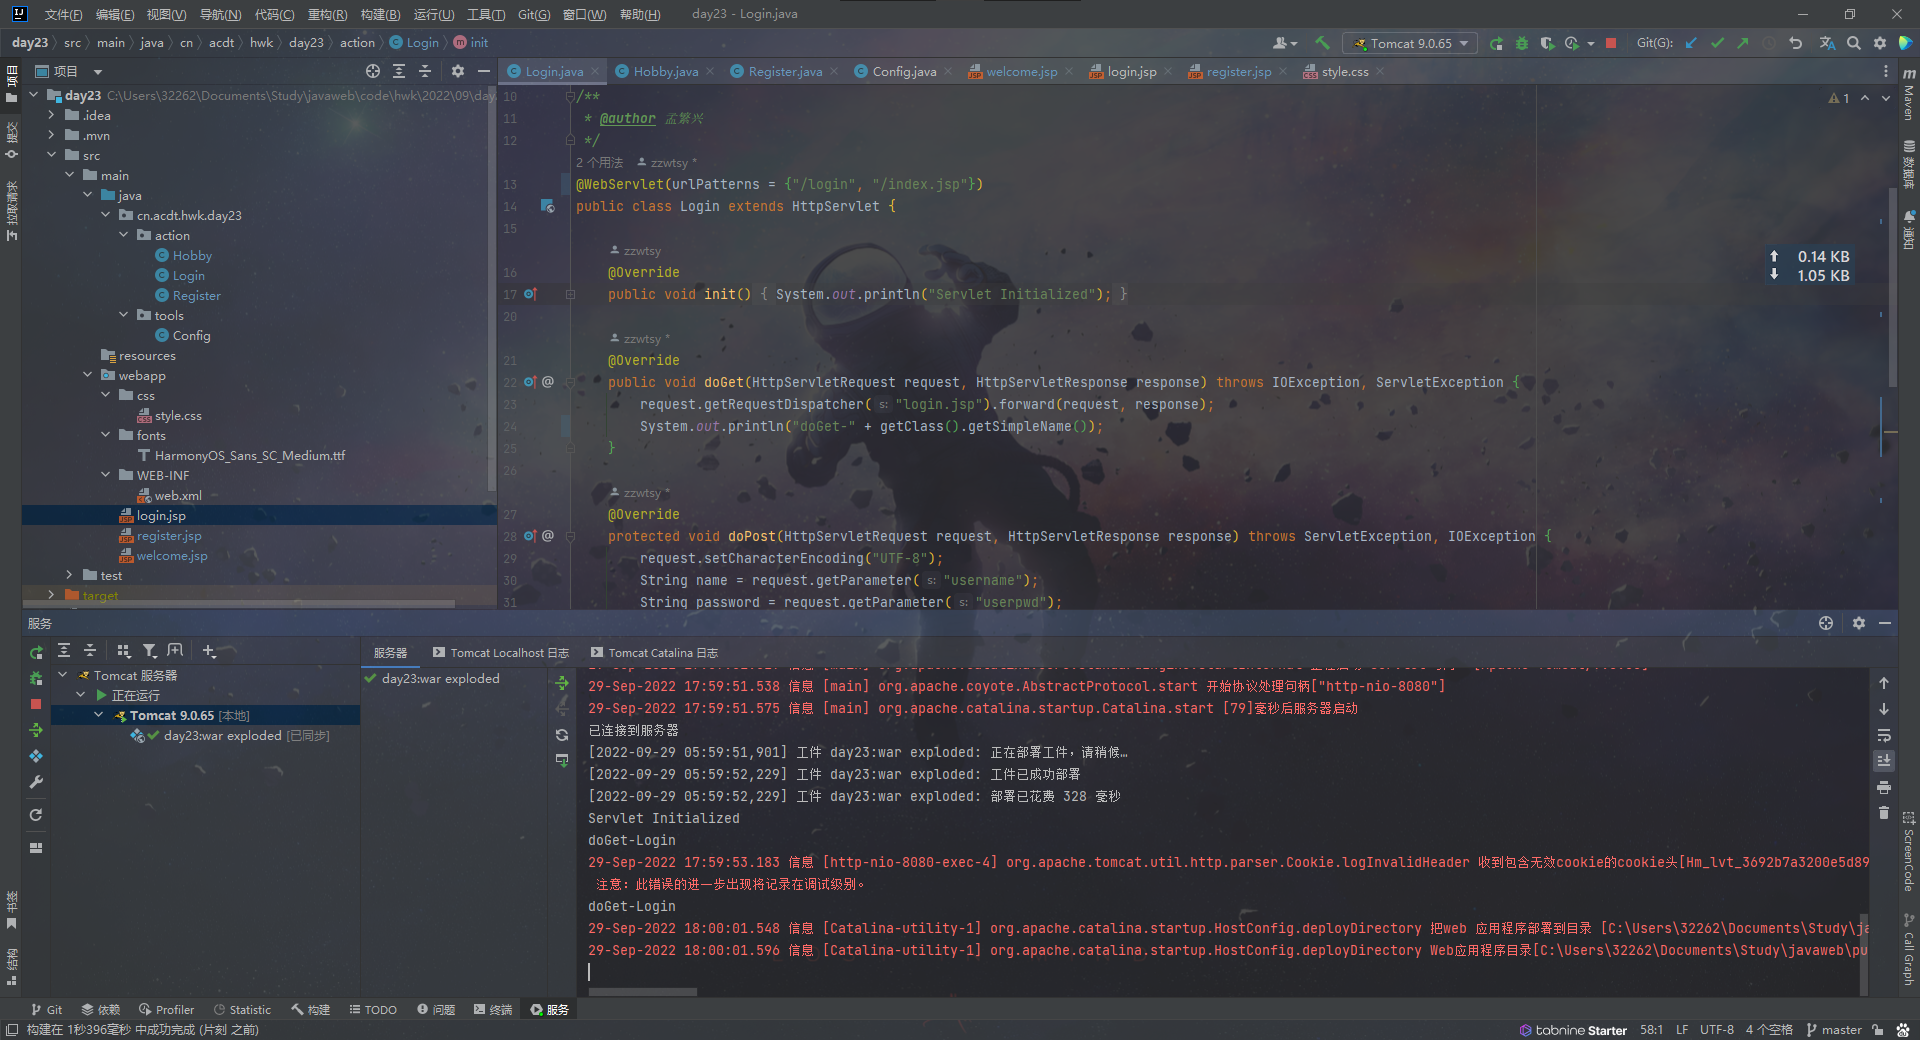 文件(F) 编辑(E) 视图(V) 导航(N) 代码(C) 重构(R) 构建(B) 运行(U) 工具(T) Git(G) 窗口(W) 帮助(H) day23 - Login.java
day23 src main java cn acdt hwk day23 action Login init
Tomcat 9.0.65 Git(G):
项目
Login.java Hobby.java Register.java Config.java welcome.jsp login.jsp register.jsp style.css
项目
提交
拉取请求
书签
结构
day23 C:\Users\32262\Documents\Study\javaweb\code\hwk\2022\09\day
.idea
.mvn
src
main
java
cn.acdt.hwk.day23
action
Hobby
Login
Register
tools
Config
resources
webapp
css
style.css
fonts
HarmonyOS_Sans_SC_Medium.ttf
WEB-INF
web.xml
login.jsp
register.jsp
welcome.jsp
test
target
10 /**
11 * @author 孟繁兴
12 */
2 个用法 zzwtsy *
13 @WebServlet(urlPatterns = {"/login", "/index.jsp"})
14 public class Login extends HttpServlet {
15
zzwtsy
16 @Override
17 public void init() { System.out.println("Servlet Initialized"); }
20
zzwtsy *
21 @Override
22 public void doGet(HttpServletRequest request, HttpServletResponse response) throws IOException, ServletException {
23 request.getRequestDispatcher( s: "login.jsp").forward(request, response);
24 System.out.println("doGet-" + getClass().getSimpleName());
25 }
26
zzwtsy *
27 @Override
28 protected void doPost(HttpServletRequest request, HttpServletResponse response) throws ServletException, IOException {
29 request.setCharacterEncoding("UTF-8");
30 String name = request.getParameter( s: "username");
31 String password = request.getParameter( s: "userpwd");
1
0.14 KB
1.05 KB
Maven
数据库
通知
ScreenCode
Call Graph
服务
Tomcat 服务器
正在运行
Tomcat 9.0.65 [本地]
day23:war exploded [已同步]
服务器 Tomcat Localhost 日志 Tomcat Catalina 日志
day23:war exploded
29-Sep-2022 17:59:51.538 信息 [main] org.apache.coyote.AbstractProtocol.start 开始协议处理句柄["http-nio-8080"]
29-Sep-2022 17:59:51.575 信息 [main] org.apache.catalina.startup.Catalina.start [79]毫秒后服务器启动
已连接到服务器
[2022-09-29 05:59:51,901] 工件 day23:war exploded: 正在部署工件，请稍候…
[2022-09-29 05:59:52,229] 工件 day23:war exploded: 工件已成功部署
[2022-09-29 05:59:52,229] 工件 day23:war exploded: 部署已花费 328 毫秒
Servlet Initialized
doGet-Login
29-Sep-2022 17:59:53.183 信息 [http-nio-8080-exec-4] org.apache.tomcat.util.http.parser.Cookie.logInvalidHeader 收到包含无效cookie的cookie头[Hm_lvt_3692b7a3200e5d89
注意：此错误的进一步出现将记录在调试级别。
doGet-Login
29-Sep-2022 18:00:01.548 信息 [Catalina-utility-1] org.apache.catalina.startup.HostConfig.deployDirectory 把web 应用程序部署到目录 [C:\Users\32262\Documents\Study\ja
29-Sep-2022 18:00:01.596 信息 [Catalina-utility-1] org.apache.catalina.startup.HostConfig.deployDirectory Web应用程序目录[C:\Users\32262\Documents\Study\javaweb\pu
Git 依赖 Profiler Statistic 构建 TODO 问题 终端 服务
构建在 1秒396毫秒 中成功完成 (片刻 之前) tabnine Starter 58:1 LF UTF-8 4 个空格 master